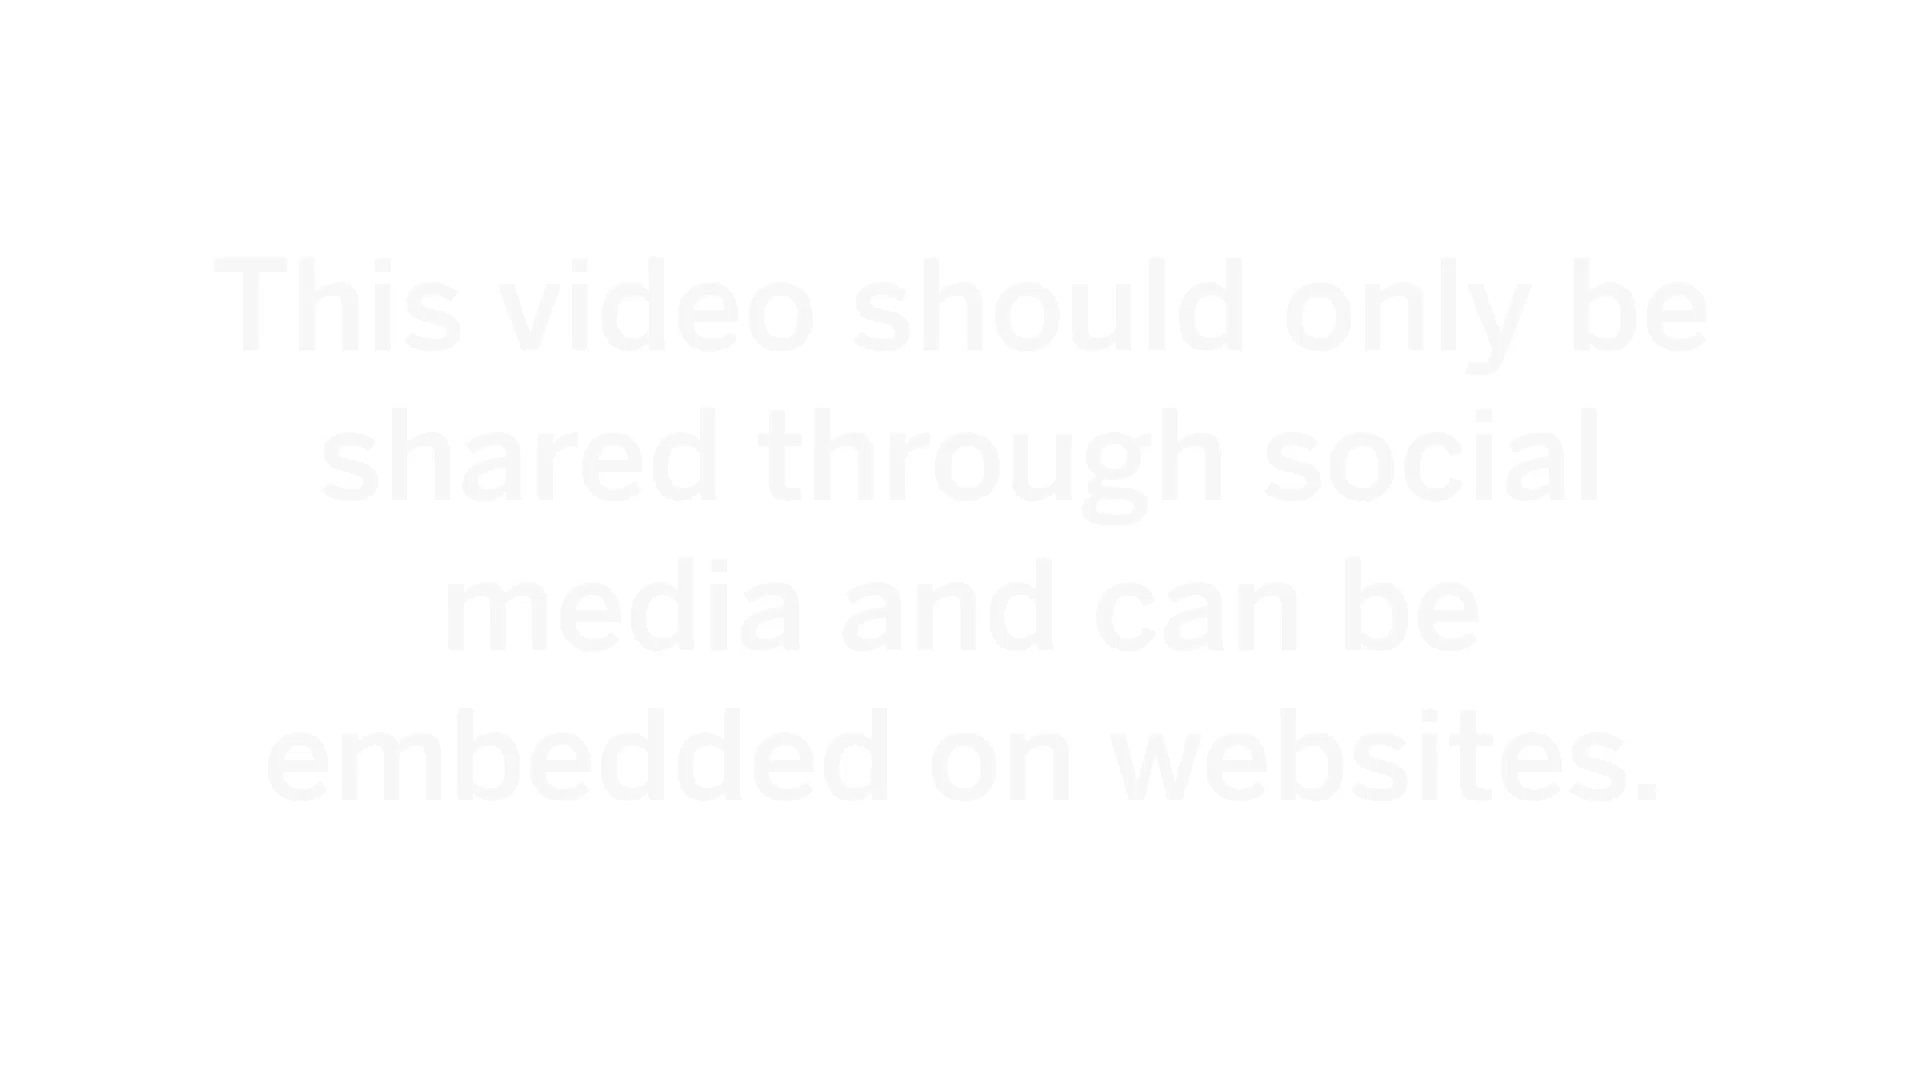 This video should only be
shared through social
media and can be
embedded on websites.